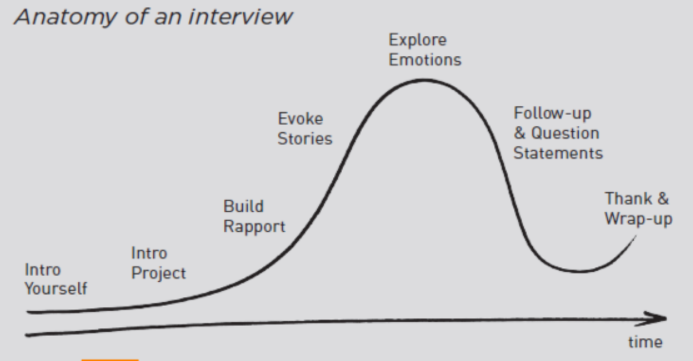 Anatomy of an interview
Explore
Emotions
Evoke
Stories
Follow-up
& Question
Statements
Build
Rapport
Thank &
Wrap-up
Intro
Project
Intro
Yourself
time